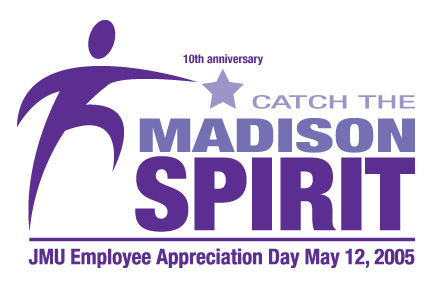 10th anniversary
CATCH THE
MADISON
SPIRIT
JMU Employee Appreciation Day May 12, 2005